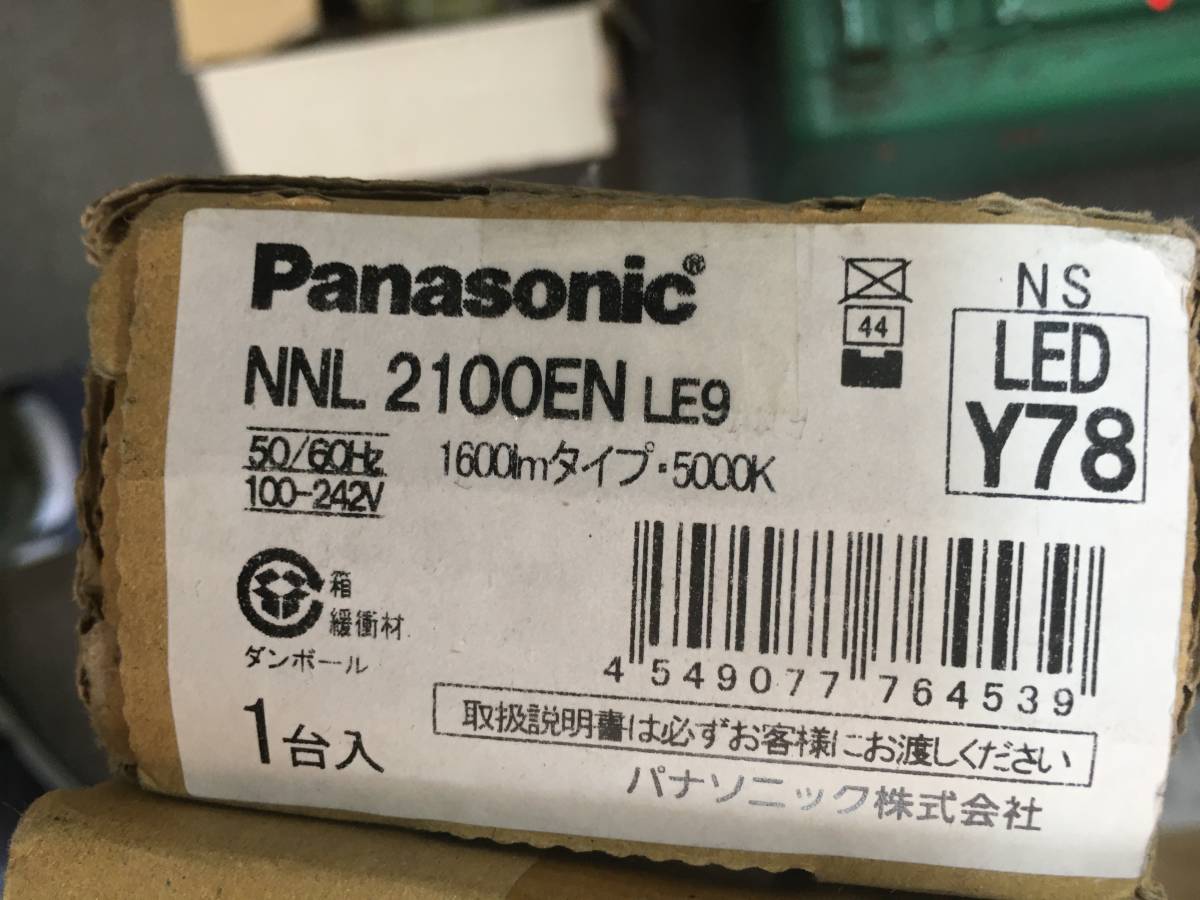 Panasonic®
NNL 2100EN LE9
50/60Hz
100-242V
1600lmタイプ・5000K
44
NS
LED
Y78
箱
緩衝材
ダンボール
4 549077 764539
1台入
取扱説明書は必ずお客様にお渡しください
パナソニック株式会社